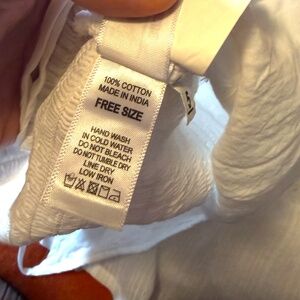 100% COTTON
MADE IN INDIA
FREE SIZE
HAND WASH
IN COLD WATER
DO NOT BLEACH
DO NOT TUMBLE DRY
LINE DRY
LOW IRON